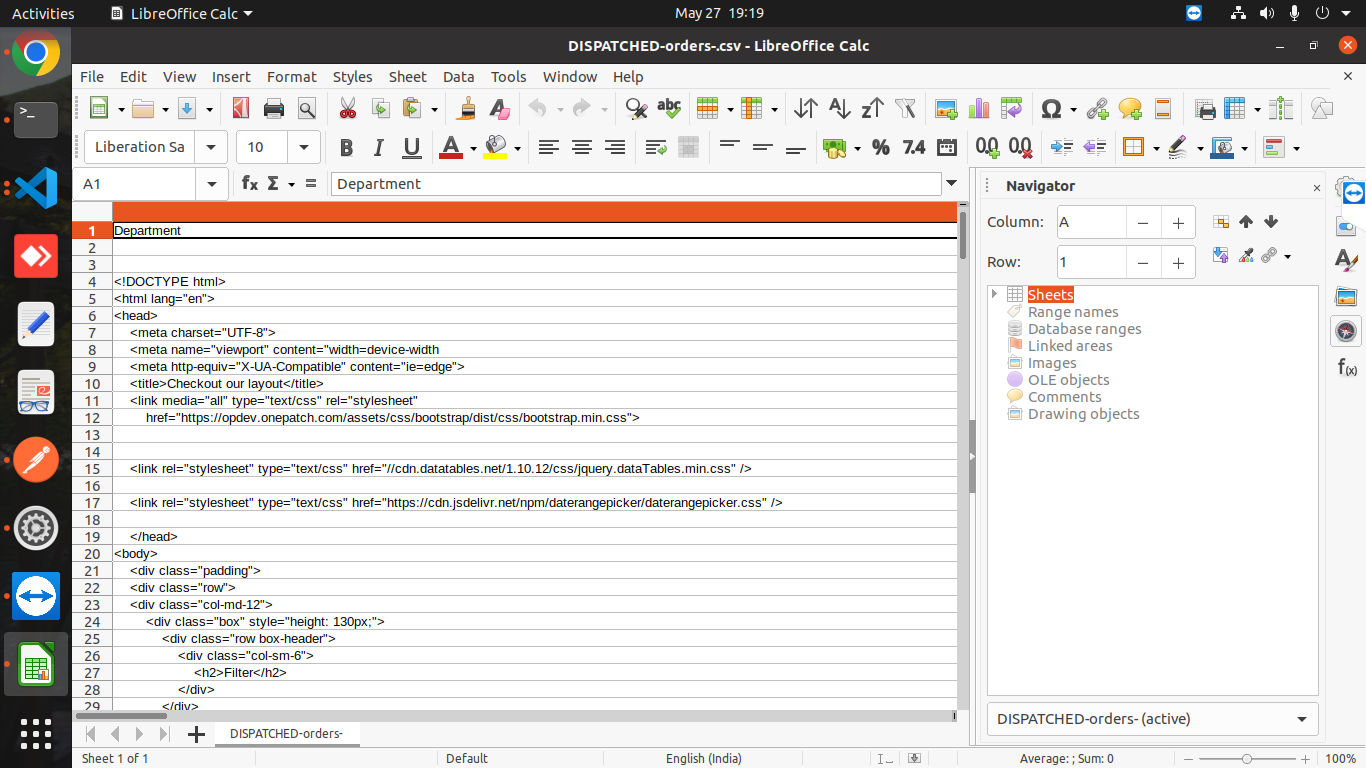 Activities
LibreOffice Calc
May 27 19:19
DISPATCHED-orders-.csv - LibreOffice Calc
File Edit View Insert Format Styles Sheet Data Tools Window Help
Liberation Sa
10
A1
Department
Navigator
Column: A
Row: 1
Sheets
Range names
Database ranges
Linked areas
Images
OLE objects
Comments
Drawing objects
DISPATCHED-orders- (active)
1 Department
2
3
4 <!DOCTYPE html>
5 <html lang="en">
6 <head>
7 <meta charset="UTF-8">
8 <meta name="viewport" content="width=device-width
9 <meta http-equiv="X-UA-Compatible" content="ie=edge">
10 <title>Checkout our layout</title>
11 <link media="all" type="text/css" rel="stylesheet"
12 href="https://opdev.onepatch.com/assets/css/bootstrap/dist/css/bootstrap.min.css">
13
14
15 <link rel="stylesheet" type="text/css" href="//cdn.datatables.net/1.10.12/css/jquery.dataTables.min.css" />
16
17 <link rel="stylesheet" type="text/css" href="https://cdn.jsdelivr.net/npm/daterangepicker/daterangepicker.css" />
18
19 </head>
20 <body>
21 <div class="padding">
22 <div class="row">
23 <div class="col-md-12">
24 <div class="box" style="height: 130px;">
25 <div class="row box-header">
26 <div class="col-sm-6">
27 <h2>Filter</h2>
28 </div>
29 </div>
DISPATCHED-orders-
Sheet 1 of 1
Default
English (India)
Average: ; Sum: 0
100%